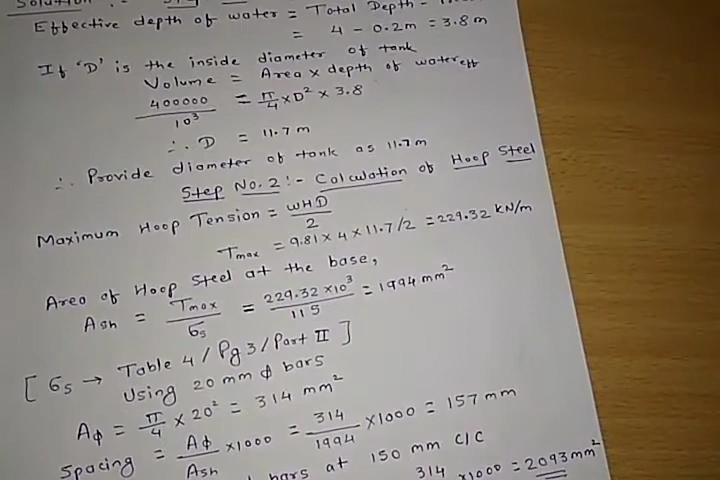 Solution :-
Effective depth of water = Total Depth -
= 4 - 0.2m = 3.8 m
If 'D' is the inside diameter of tank
Volume = Area x depth of water eff
400000 / 10³ = π/4 x D² x 3.8
∴ D = 11.7 m
∴ Provide diameter of tank as 11.7 m
Step No. 2 :- Calculation of Hoop Steel
Maximum Hoop Tension = WHD / 2
Tmax = 9.81 x 4 x 11.7/2 = 229.32 KN/m
Area of Hoop Steel at the base,
Ash = Tmax / σs = 229.32 x 10³ / 115 = 1994 mm²
[ σs → Table 4 / Pg 3 / Part II ]
Using 20 mm ϕ bars
Aϕ = π/4 x 20² = 314 mm²
Spacing = Aϕ / Ash x 1000 = 314 / 1994 x 1000 = 157 mm
bars at 150 mm c/c
314 x 1000 = 2093 mm²